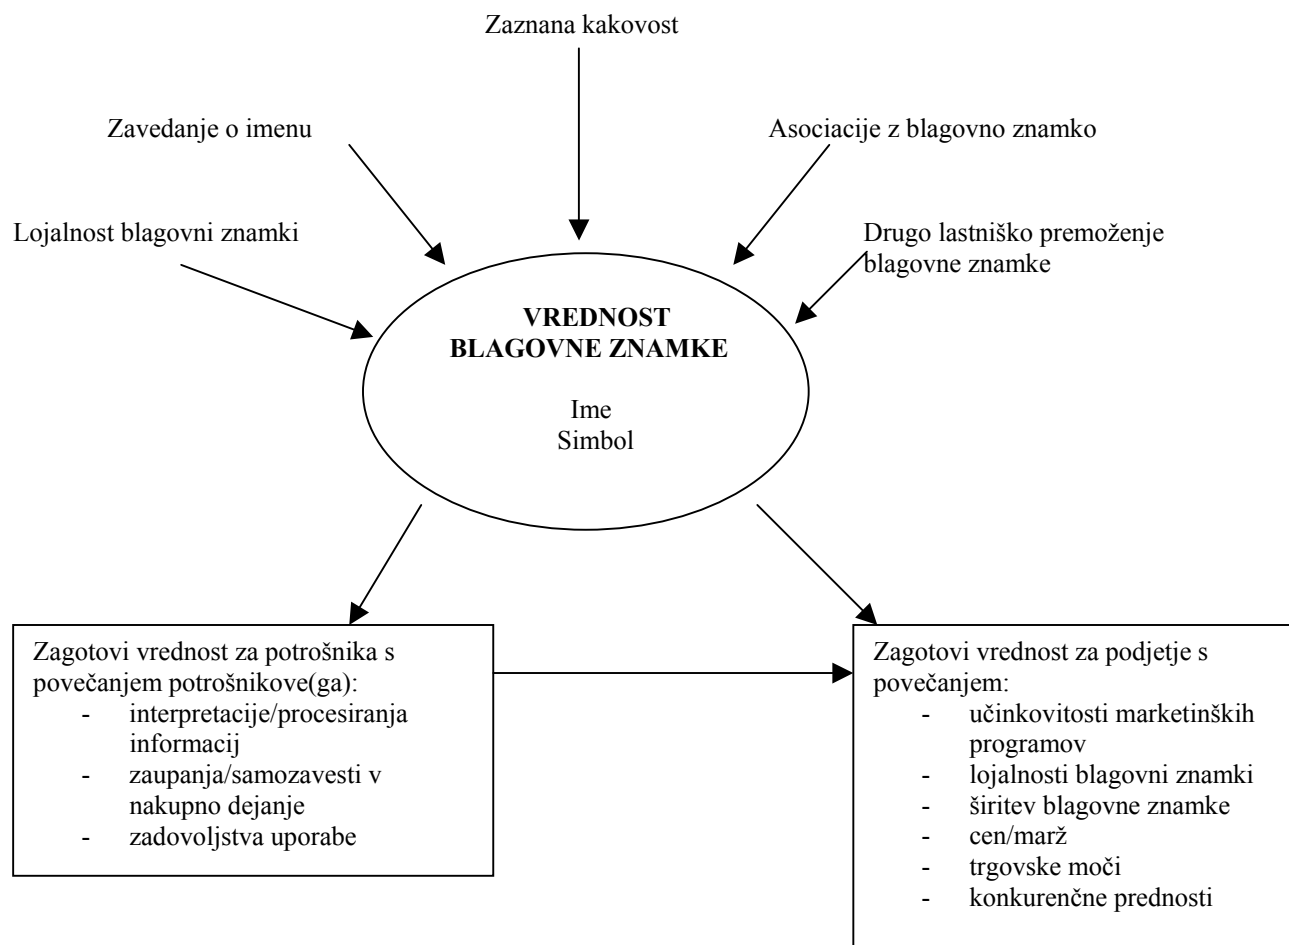 Zaznana kakovost
Zavedanje o imenu
Asociacije z blagovno znamko
Lojalnost blagovni znamki
Drugo lastniško premoženje
blagovne znamke
VREDNOST
BLAGOVNE ZNAMKE
Ime
Simbol
Zagotovi vrednost za potrošnika s
povečanjem potrošnikove(ga):
- interpretacije/procesiranja
informacij
- zaupanja/samozavesti v
nakupno dejanje
- zadovoljstva uporabe
Zagotovi vrednost za podjetje s
povečanjem:
- učinkovitosti marketinških
programov
- lojalnosti blagovni znamki
- širitev blagovne znamke
- cen/marž
- trgovske moči
- konkurenčne prednosti